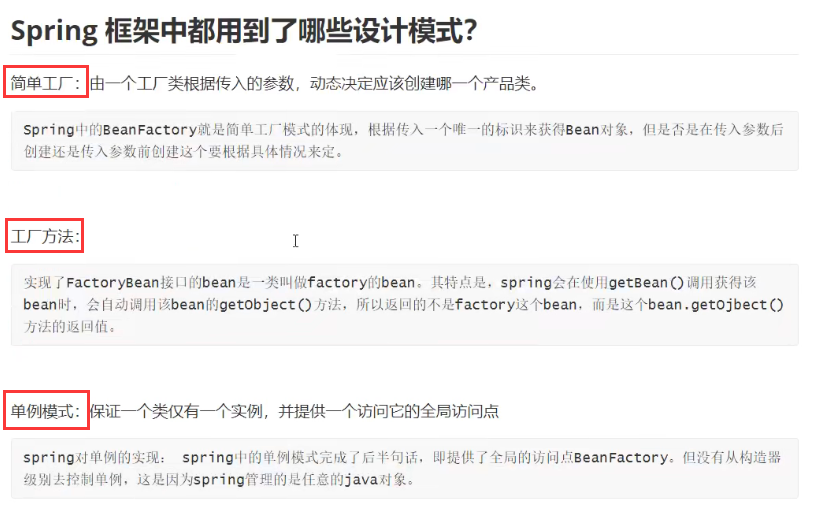 Spring 框架中都用到了哪些设计模式？
简单工厂：由一个工厂类根据传入的参数，动态决定应该创建哪一个产品类。
Spring中的BeanFactory就是简单工厂模式的体现，根据传入一个唯一的标识来获得Bean对象，但是否是在传入参数后
创建还是传入参数前创建这个要根据具体情况来定。
工厂方法：
实现了FactoryBean接口的bean是一类叫做factory的bean。其特点是，spring会在使用getBean()调用获得该
bean时，会自动调用该bean的getObject()方法，所以返回的不是factory这个bean，而是这个bean.getOjbect()
方法的返回值。
单例模式：保证一个类仅有一个实例，并提供一个访问它的全局访问点
spring对单例的实现： spring中的单例模式完成了后半句话，即提供了全局的访问点BeanFactory。但没有从构造器
级别去控制单例，这是因为spring管理的是任意的java对象。